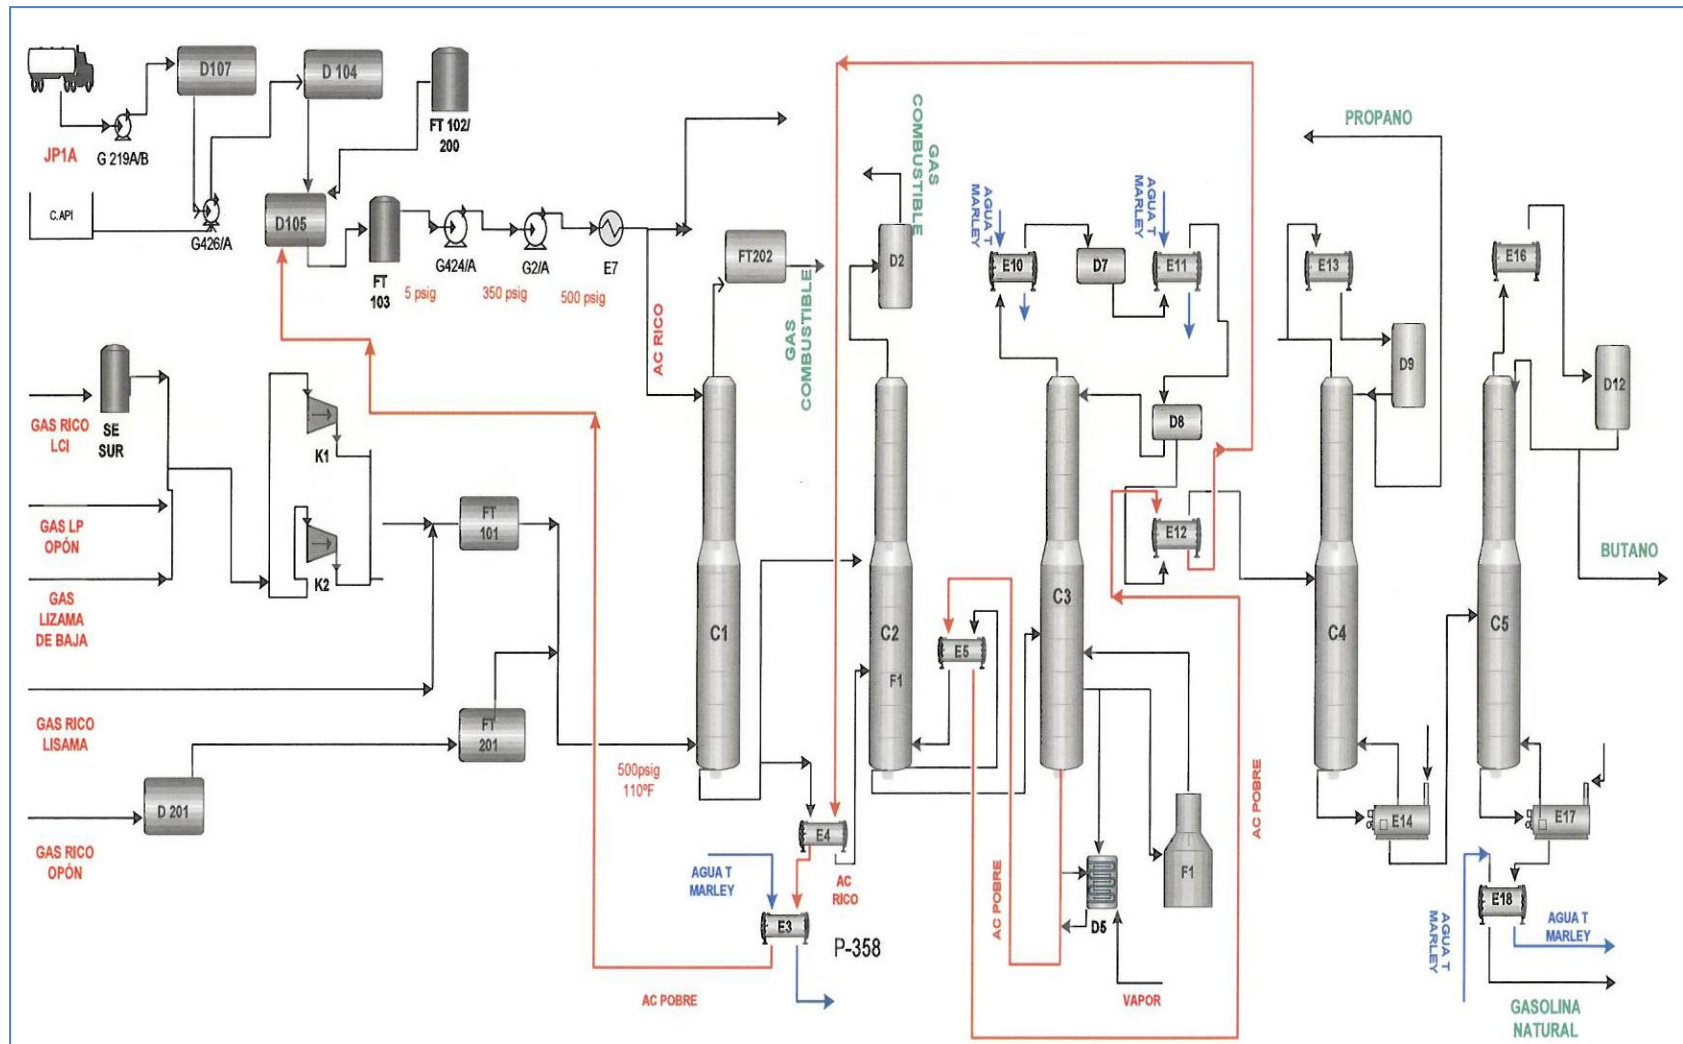 D107
D 104
FT 102/
200
JP1A
G 219A/B
C.API
G426/A
D105
FT
103
G424/A
G2/A
E7
5 psig
350 psig
500 psig
AC RICO
FT202
GAS
COMBUSTIBLE
D2
GAS
COMBUSTIBLE
AGUA T
MARLEY
AGUA T
MARLEY
E10
D7
E11
PROPANO
E13
E16
D9
D12
D8
E12
BUTANO
GAS RICO
LCI
SE
SUR
K1
K2
GAS LP
OPÓN
GAS
LIZAMA
DE BAJA
FT
101
GAS RICO
LISAMA
FT
201
D 201
GAS RICO
OPÓN
500psig
110ºF
C1
C2
F1
E5
C3
C4
C5
E4
AC
RICO
AGUA T
MARLEY
E3
P-358
AC POBRE
AC POBRE
AC POBRE
D5
F1
VAPOR
E14
E17
E18
AGUA T
MARLEY
AGUA T
MARLEY
GASOLINA
NATURAL